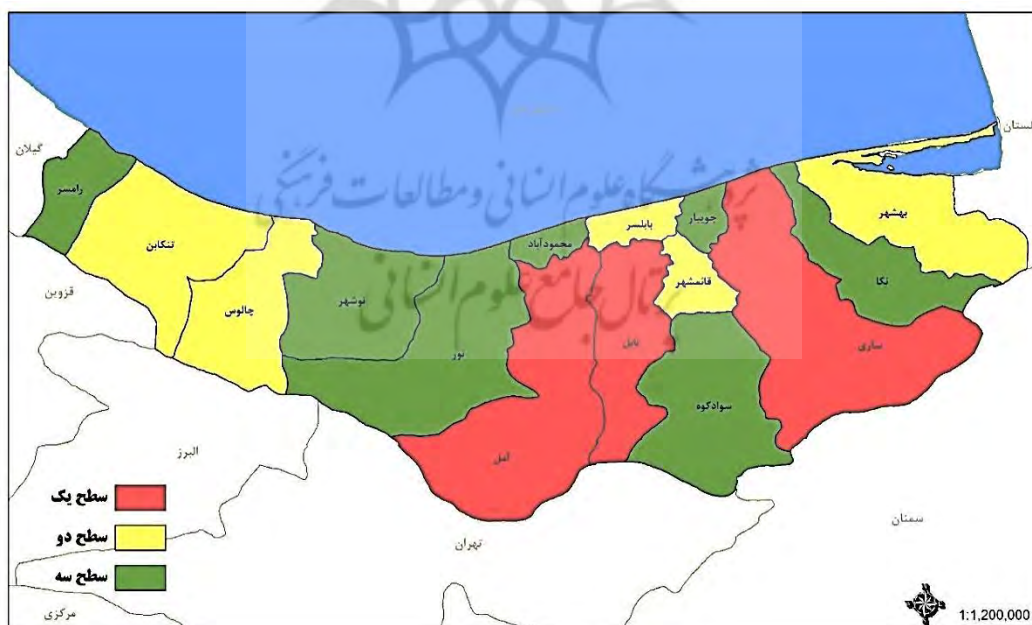 گلستان
گیلان
رامسر
تنکابن
چالوس
نوشهر
نور
محمودآباد
بابلسر
جویبار
بهشهر
نکا
قائمشهر
ساری
بابل
آمل
سوادکوه
پژوهشگاه علوم انسانی و مطالعات فرهنگی
پرتال جامع علوم انسانی
قزوین
البرز
تهران
سمنان
مرکزی
سطح یک
سطح دو
سطح سه
1:1,200,000